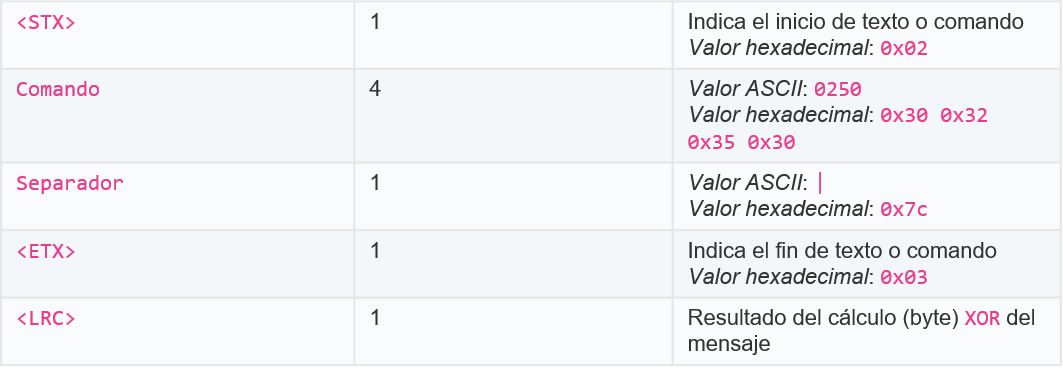 <STX> 1 Indica el inicio de texto o comando
Valor hexadecimal: 0x02
Comando 4 Valor ASCII: 0250
Valor hexadecimal: 0x30 0x32
0x35 0x30
Separador 1 Valor ASCII: |
Valor hexadecimal: 0x7c
<ETX> 1 Indica el fin de texto o comando
Valor hexadecimal: 0x03
<LRC> 1 Resultado del cálculo (byte) XOR del
mensaje